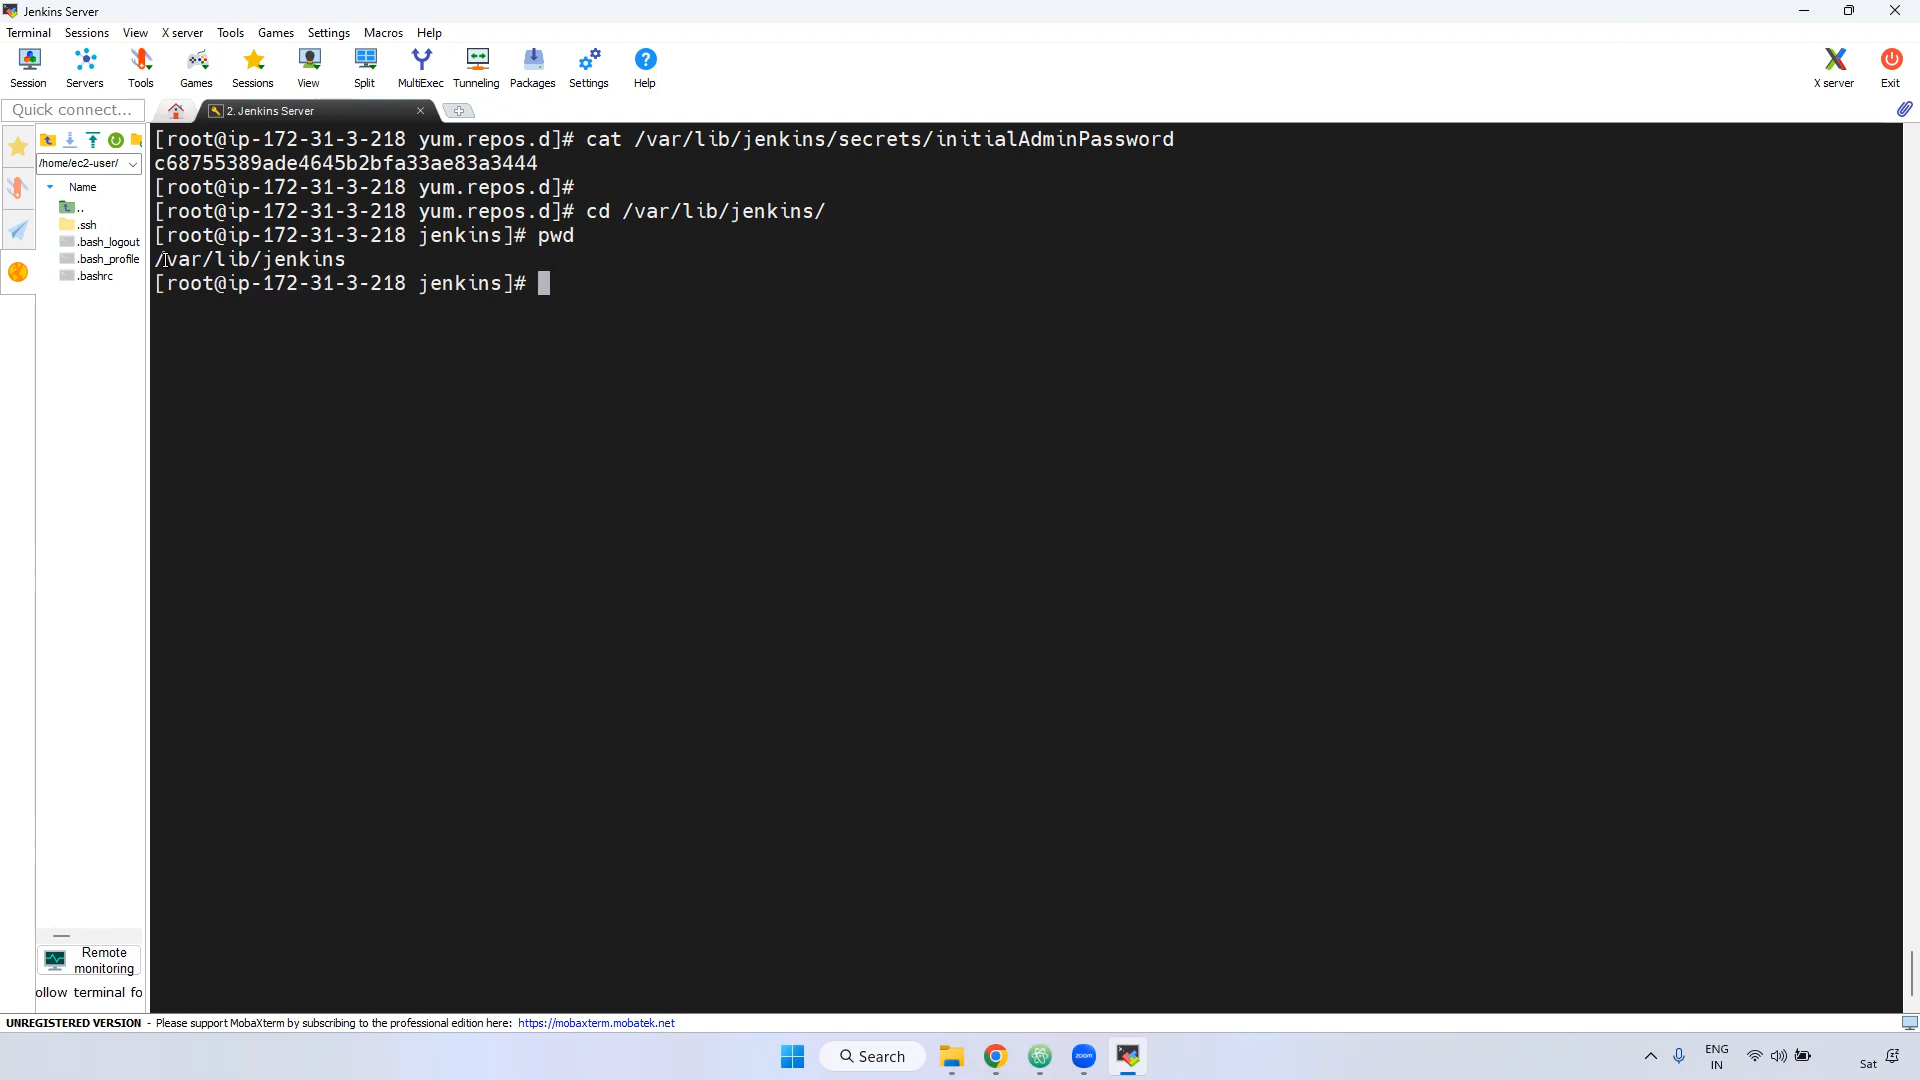 Jenkins Server
Terminal Sessions View X server Tools Games Settings Macros Help
Session Servers Tools Games Sessions View Split MultiExec Tunneling Packages Settings Help X server Exit
Quick connect... 2. Jenkins Server
/home/ec2-user/
Name
..
.ssh
.bash_logout
.bash_profile
.bashrc
[root@ip-172-31-3-218 yum.repos.d]# cat /var/lib/jenkins/secrets/initialAdminPassword
c68755389ade4645b2bfa33ae83a3444
[root@ip-172-31-3-218 yum.repos.d]#
[root@ip-172-31-3-218 yum.repos.d]# cd /var/lib/jenkins/
[root@ip-172-31-3-218 jenkins]# pwd
/var/lib/jenkins
[root@ip-172-31-3-218 jenkins]#
Remote
monitoring
ollow terminal fo
UNREGISTERED VERSION - Please support MobaXterm by subscribing to the professional edition here: https://mobaxterm.mobatek.net
Search
zoom
ENG
IN
Sat